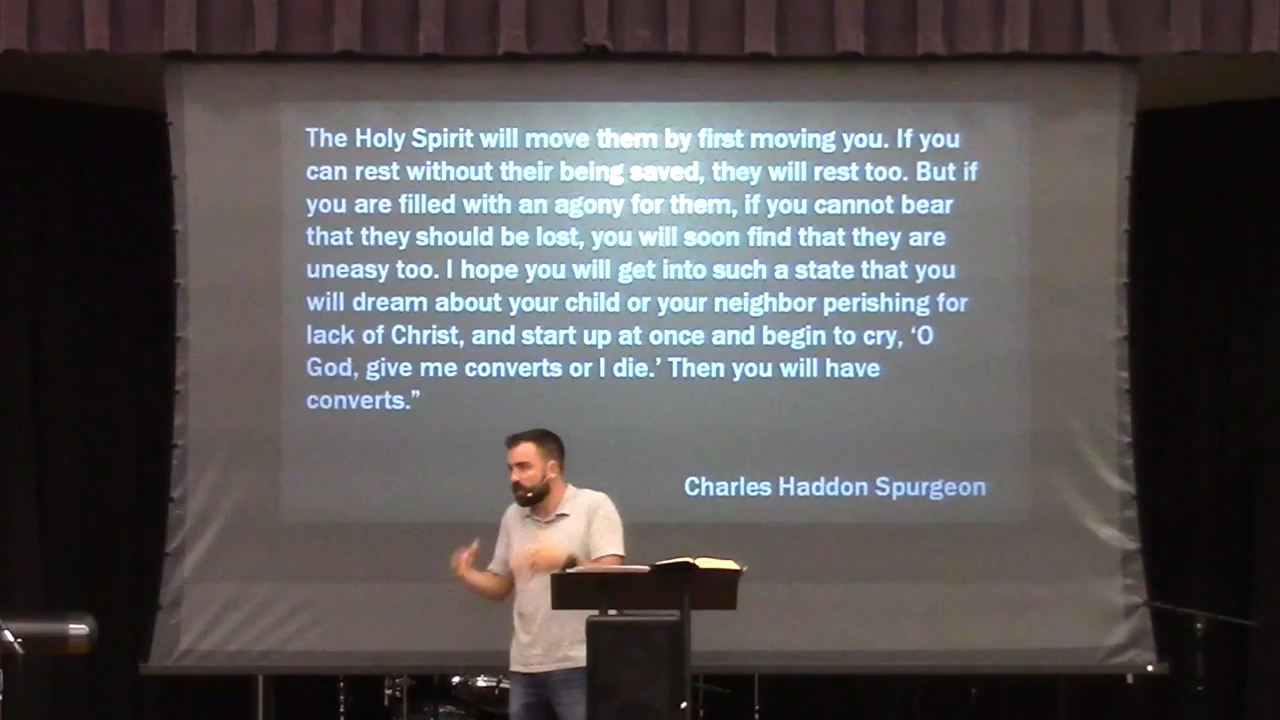 The Holy Spirit will move them by first moving you. If you
can rest without their being saved, they will rest too. But if
you are filled with an agony for them, if you cannot bear
that they should be lost, you will soon find that they are
uneasy too. I hope you will get into such a state that you
will dream about your child or your neighbor perishing for
lack of Christ, and start up at once and begin to cry, ‘O
God, give me converts or I die.’ Then you will have
converts.”
Charles Haddon Spurgeon